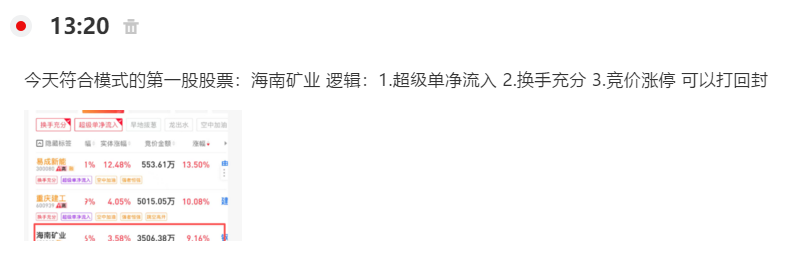 13:20
今天符合模式的第一股股票：海南矿业 逻辑：1.超级单净流入 2.换手充分 3.竞价涨停 可以打回封
换手充分 超级单净流入
隐藏标签 幅 实体涨幅 竞价金额 涨幅
易成新能 1% 12.48% 553.61万 13.50%
300080
换手充分 超级单净流入
重庆建工 4.05% 5015.05万 10.08% 建
600939
换手充分 超级单净流入
海南矿业 3.58% 3506.38万 9.16%